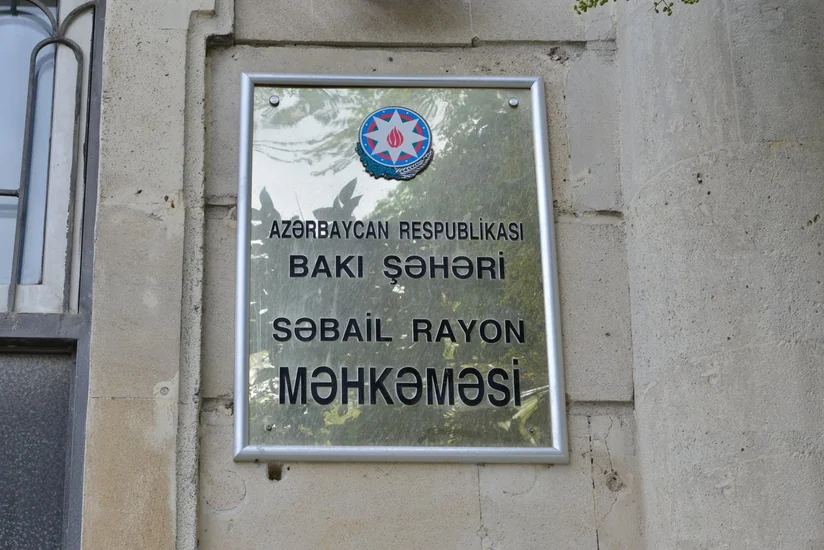 AZƏRBAYCAN RESPUBLİKASI
BAKI ŞƏHƏRİ
SƏBAİL RAYON
MƏHKƏMƏSİ